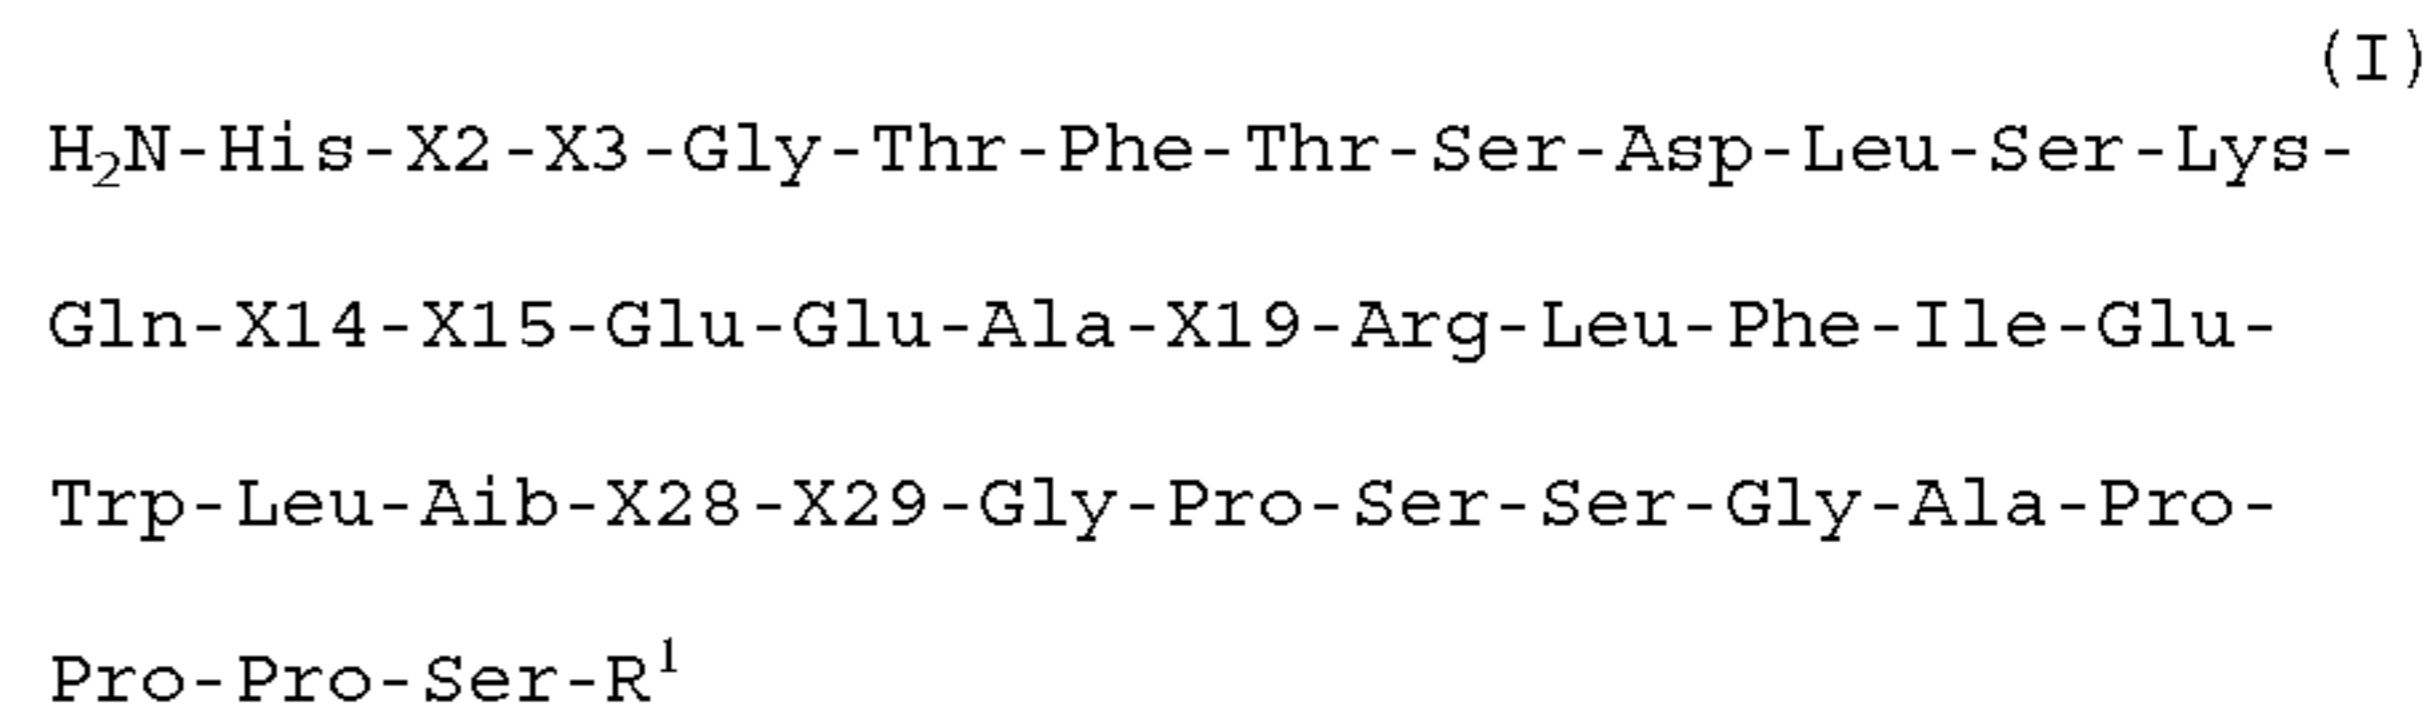 (I)
H₂N-His-X2-X3-Gly-Thr-Phe-Thr-Ser-Asp-Leu-Ser-Lys-
Gln-X14-X15-Glu-Glu-Ala-X19-Arg-Leu-Phe-Ile-Glu-
Trp-Leu-Aib-X28-X29-Gly-Pro-Ser-Ser-Gly-Ala-Pro-
Pro-Pro-Ser-R¹